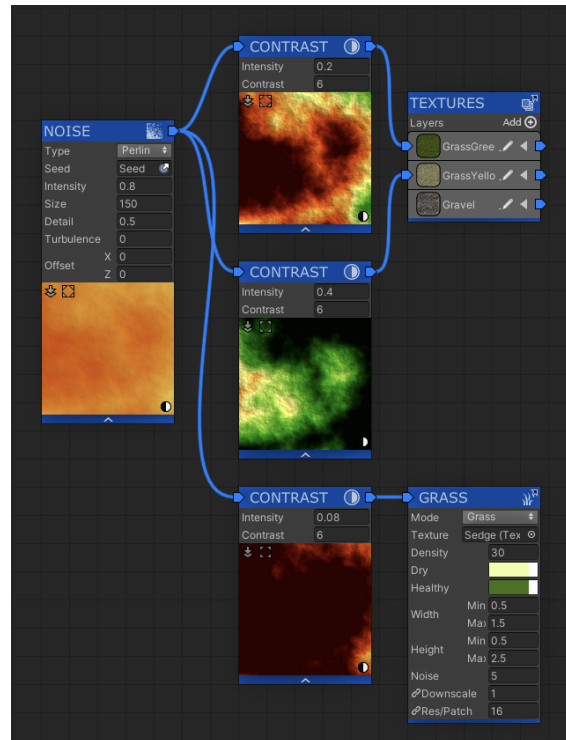 NOISE
Type Perlin
Seed Seed
Intensity 0.8
Size 150
Detail 0.5
Turbulence 0
Offset X 0
Z 0
CONTRAST
Intensity 0.2
Contrast 6
CONTRAST
Intensity 0.4
Contrast 6
CONTRAST
Intensity 0.08
Contrast 6
TEXTURES
Layers Add
GrassGree
GrassYello
Gravel
GRASS
Mode Grass
Texture Sedge (Tex
Density 30
Dry
Healthy
Width Min 0.5
Max 1.5
Height Min 0.5
Max 2.5
Noise 5
Downscale 1
Res/Patch 16